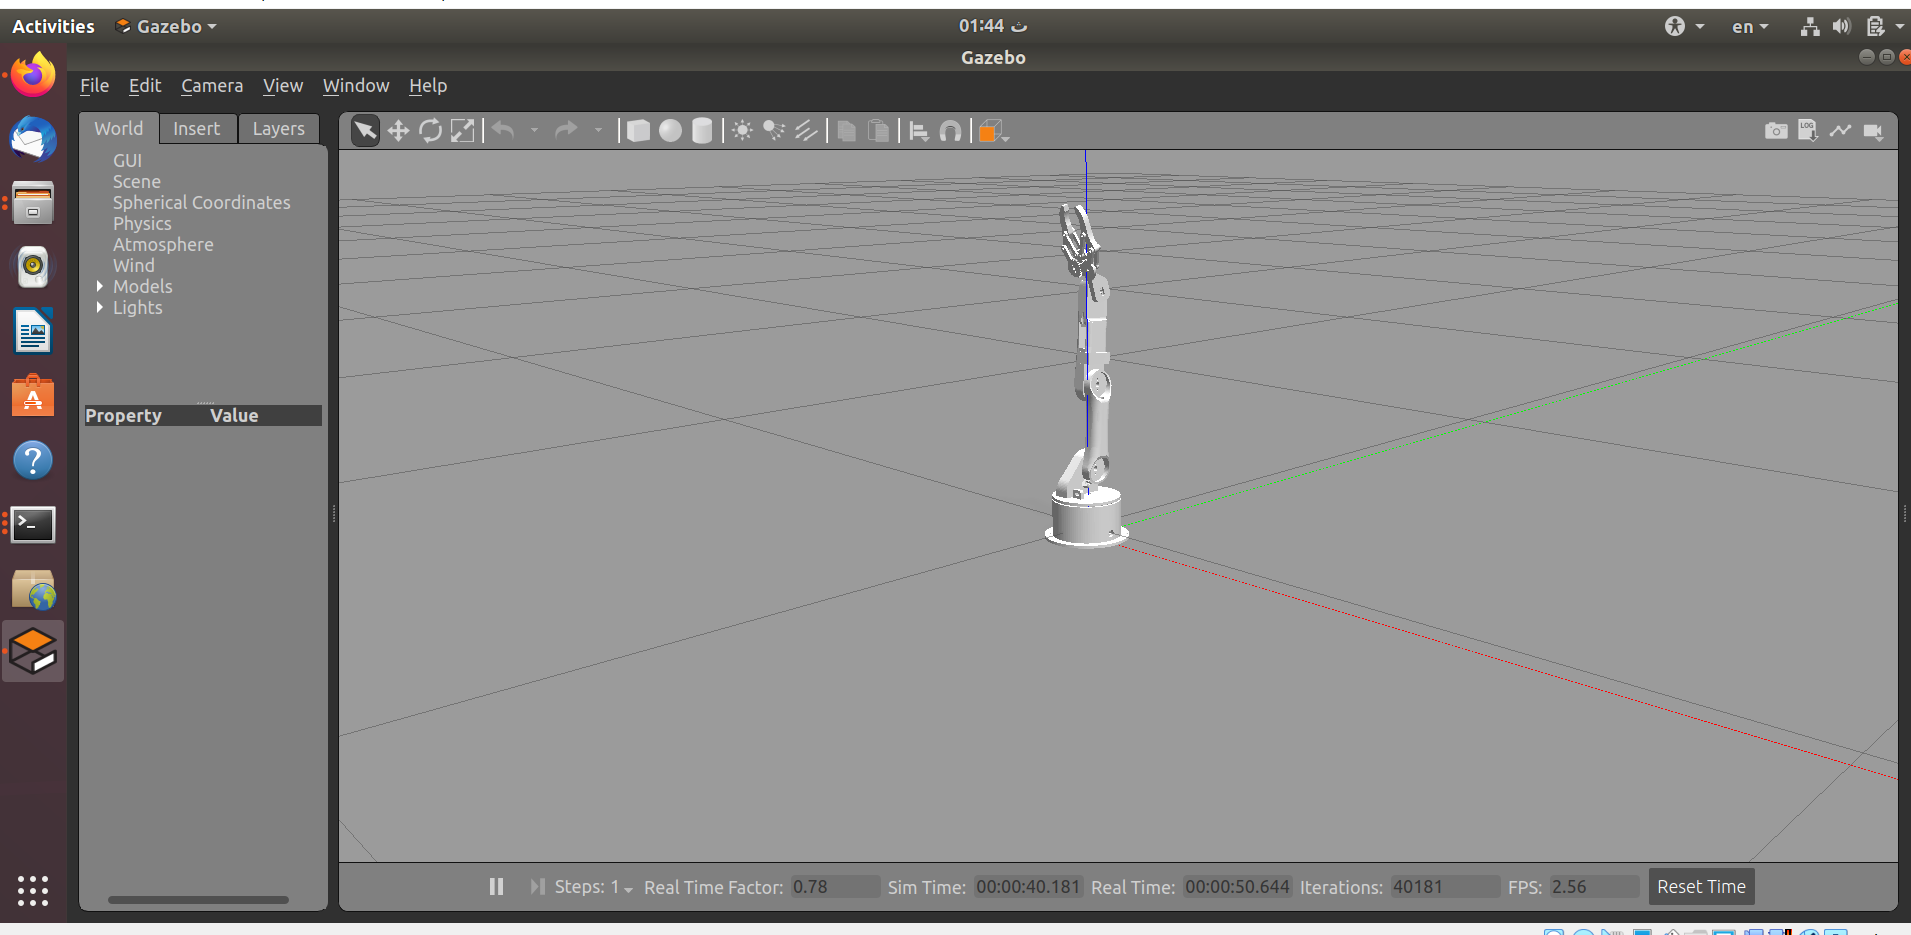 Activities Gazebo 01:44 ث en
Gazebo
File Edit Camera View Window Help
World Insert Layers
GUI
Scene
Spherical Coordinates
Physics
Atmosphere
Wind
Models
Lights
Property Value
LOG
Steps: 1 Real Time Factor: 0.78 Sim Time: 00:00:40.181 Real Time: 00:00:50.644 Iterations: 40181 FPS: 2.56 Reset Time